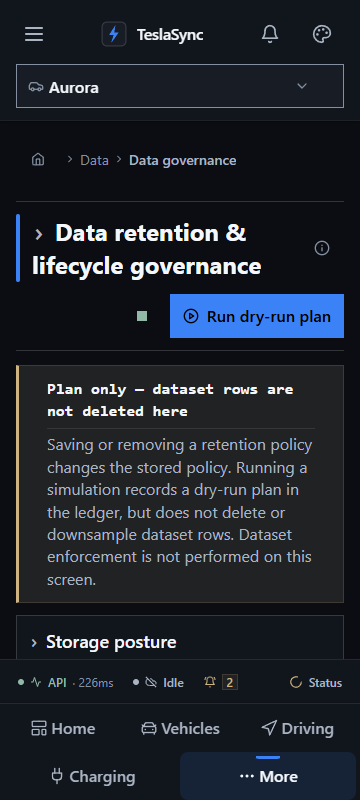 TeslaSync
Aurora
Data
Data governance
Data retention &
lifecycle governance
Run dry-run plan
Plan only — dataset rows are
not deleted here
Saving or removing a retention policy
changes the stored policy. Running a
simulation records a dry-run plan in
the ledger, but does not delete or
downsample dataset rows. Dataset
enforcement is not performed on this
screen.
Storage posture
API · 226ms
Idle
2
Status
Home
Vehicles
Driving
Charging
More